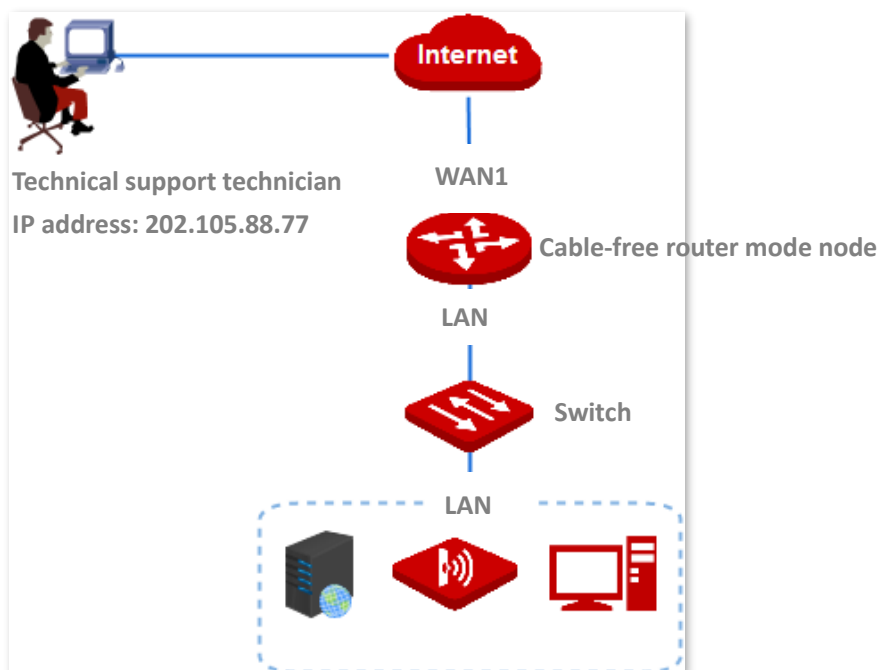 Internet
Technical support technician
IP address: 202.105.88.77
WAN1
Cable-free router mode node
LAN
Switch
LAN